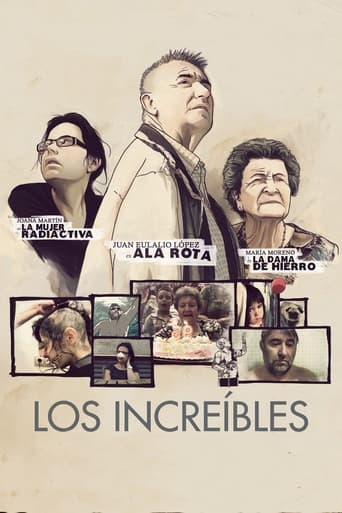 JOANA MARTÍN
es LA MUJER
RADIACTIVA
JUAN EULALIO LÓPEZ
es ALA ROTA
MARÍA MORENO
es LA DAMA
DE HIERRO
LOS INCREÍBLES